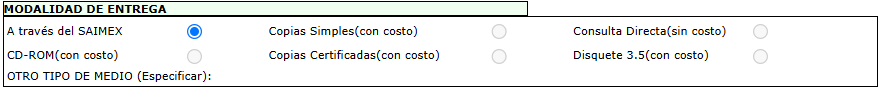 MODALIDAD DE ENTREGA
A través del SAIMEX Copias Simples(con costo) Consulta Directa(sin costo)
CD-ROM(con costo) Copias Certificadas(con costo) Disquete 3.5(con costo)
OTRO TIPO DE MEDIO (Especificar):